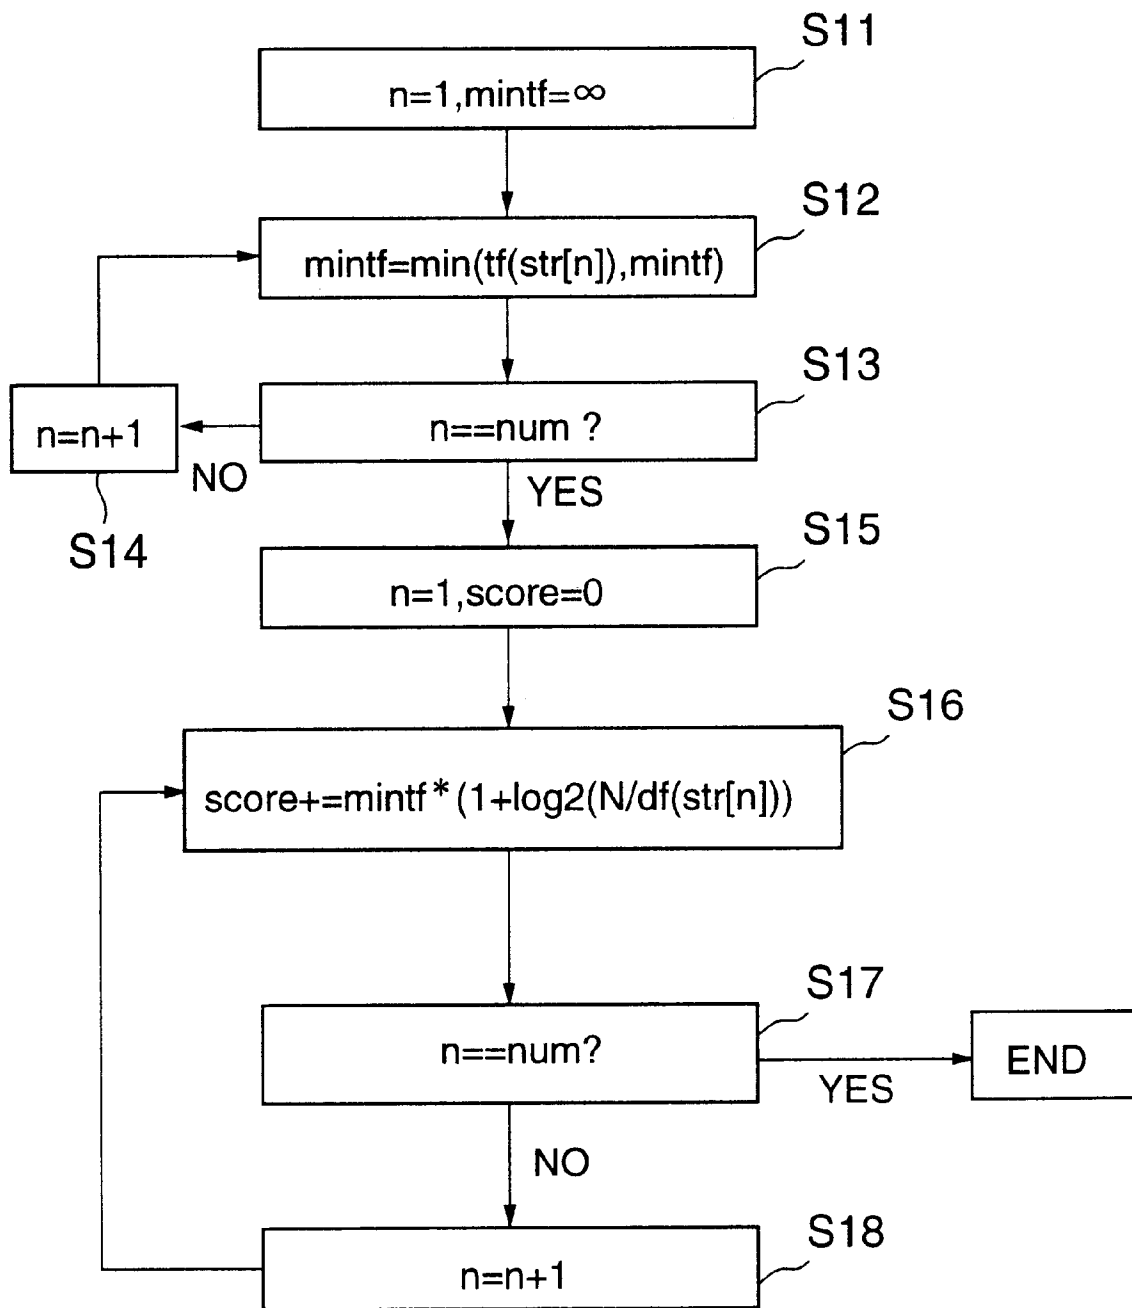 S11
n=1,mintf=∞
S12
mintf=min(tf(str[n]),mintf)
S13
n==num ?
n=n+1
NO
YES
S14
S15
n=1,score=0
S16
score+=mintf*(1+log2(N/df(str[n]))
S17
n==num?
END
YES
NO
S18
n=n+1